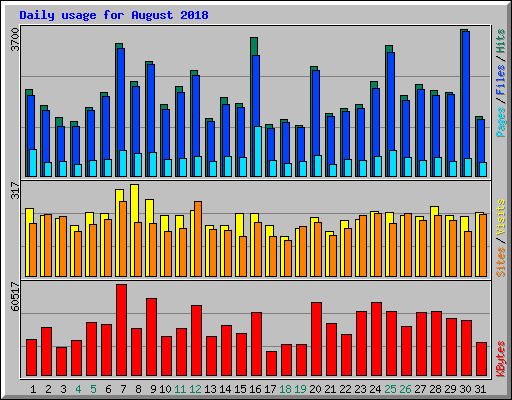 Daily usage for August 2018
3700
317
60517
Pages / Files / Hits
Sites / Visits
KBytes
1 2 3 4 5 6 7 8 9 10 11 12 13 14 15 16 17 18 19 20 21 22 23 24 25 26 27 28 29 30 31